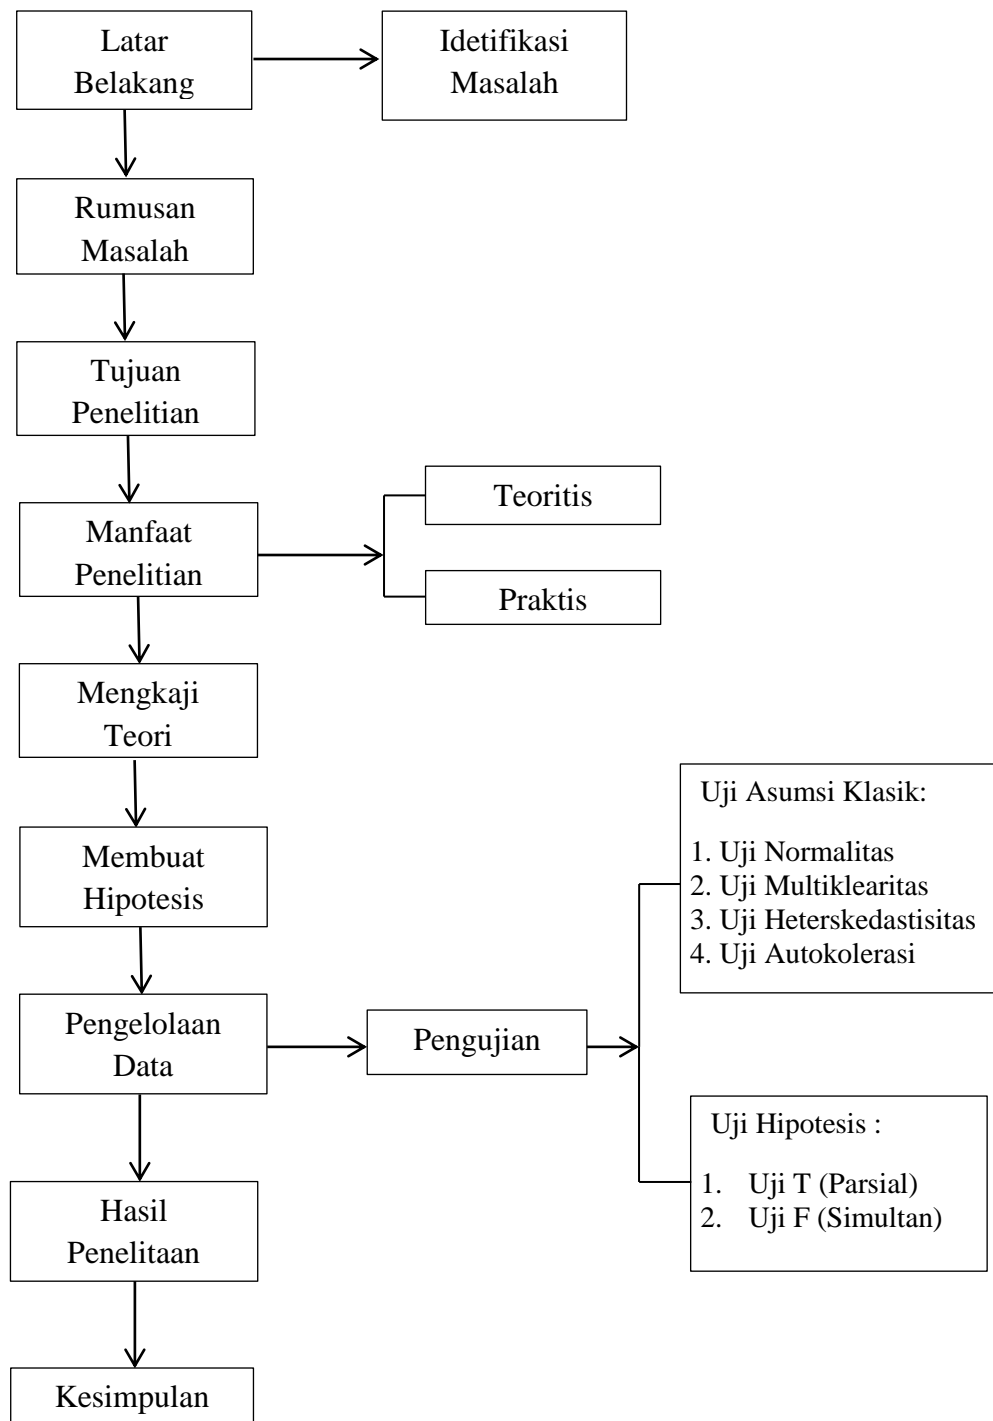 Latar
Belakang
Idetifikasi
Masalah
Rumusan
Masalah
Tujuan
Penelitian
Manfaat
Penelitian
Teoritis
Praktis
Mengkaji
Teori
Membuat
Hipotesis
Pengelolaan
Data
Pengujian
Uji Asumsi Klasik:
1. Uji Normalitas
2. Uji Multiklearitas
3. Uji Heterskedastisitas
4. Uji Autokolerasi
Uji Hipotesis :
1. Uji T (Parsial)
2. Uji F (Simultan)
Hasil
Penelitaan
Kesimpulan